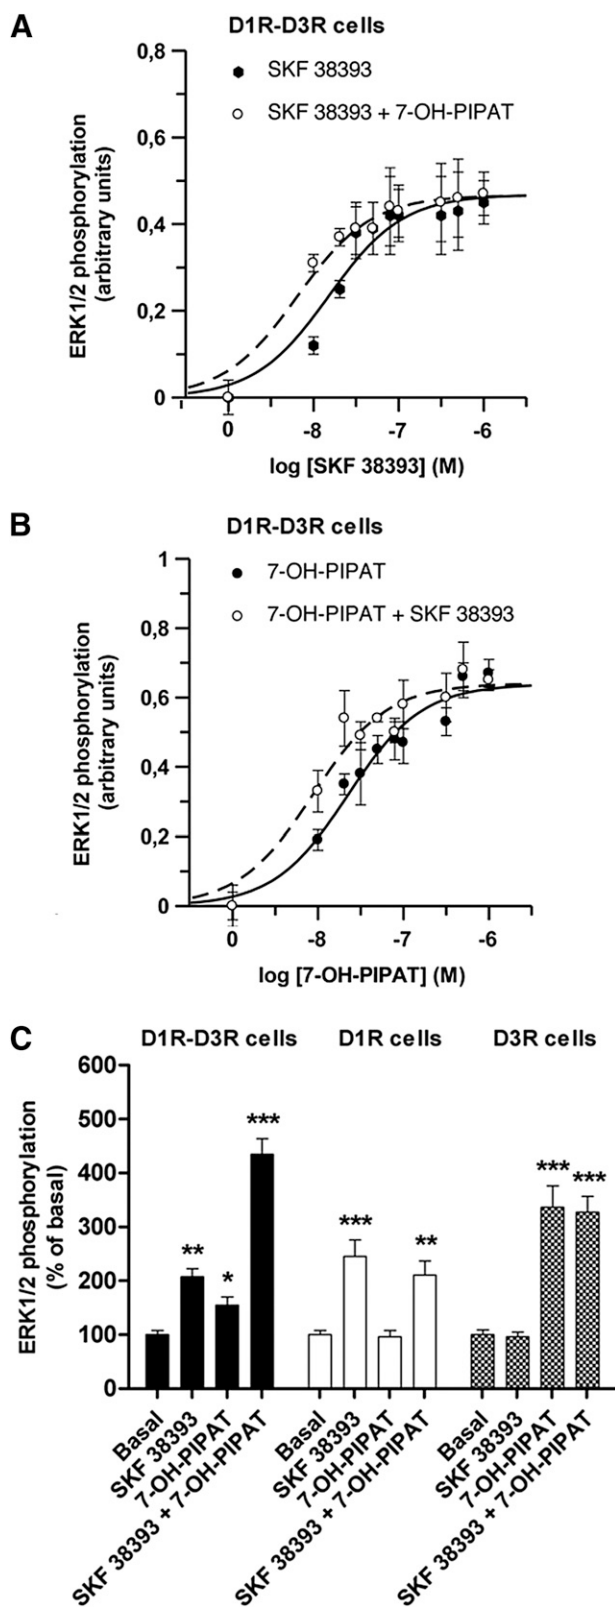 A
D1R-D3R cells
SKF 38393
SKF 38393 + 7-OH-PIPAT
ERK1/2 phosphorylation
(arbitrary units)
0,8
0,6
0,4
0,2
0
0 -8 -7 -6
log [SKF 38393] (M)
B
D1R-D3R cells
7-OH-PIPAT
7-OH-PIPAT + SKF 38393
ERK1/2 phosphorylation
(arbitrary units)
1
0,8
0,6
0,4
0,2
0
0 -8 -7 -6
log [7-OH-PIPAT] (M)
C
D1R-D3R cells D1R cells D3R cells
ERK1/2 phosphorylation
(% of basal)
600
500
400
300
200
100
0
** * *** *** ** *** ***
Basal
SKF 38393
7-OH-PIPAT
SKF 38393 + 7-OH-PIPAT
Basal
SKF 38393
7-OH-PIPAT
SKF 38393 + 7-OH-PIPAT
Basal
SKF 38393
7-OH-PIPAT
SKF 38393 + 7-OH-PIPAT